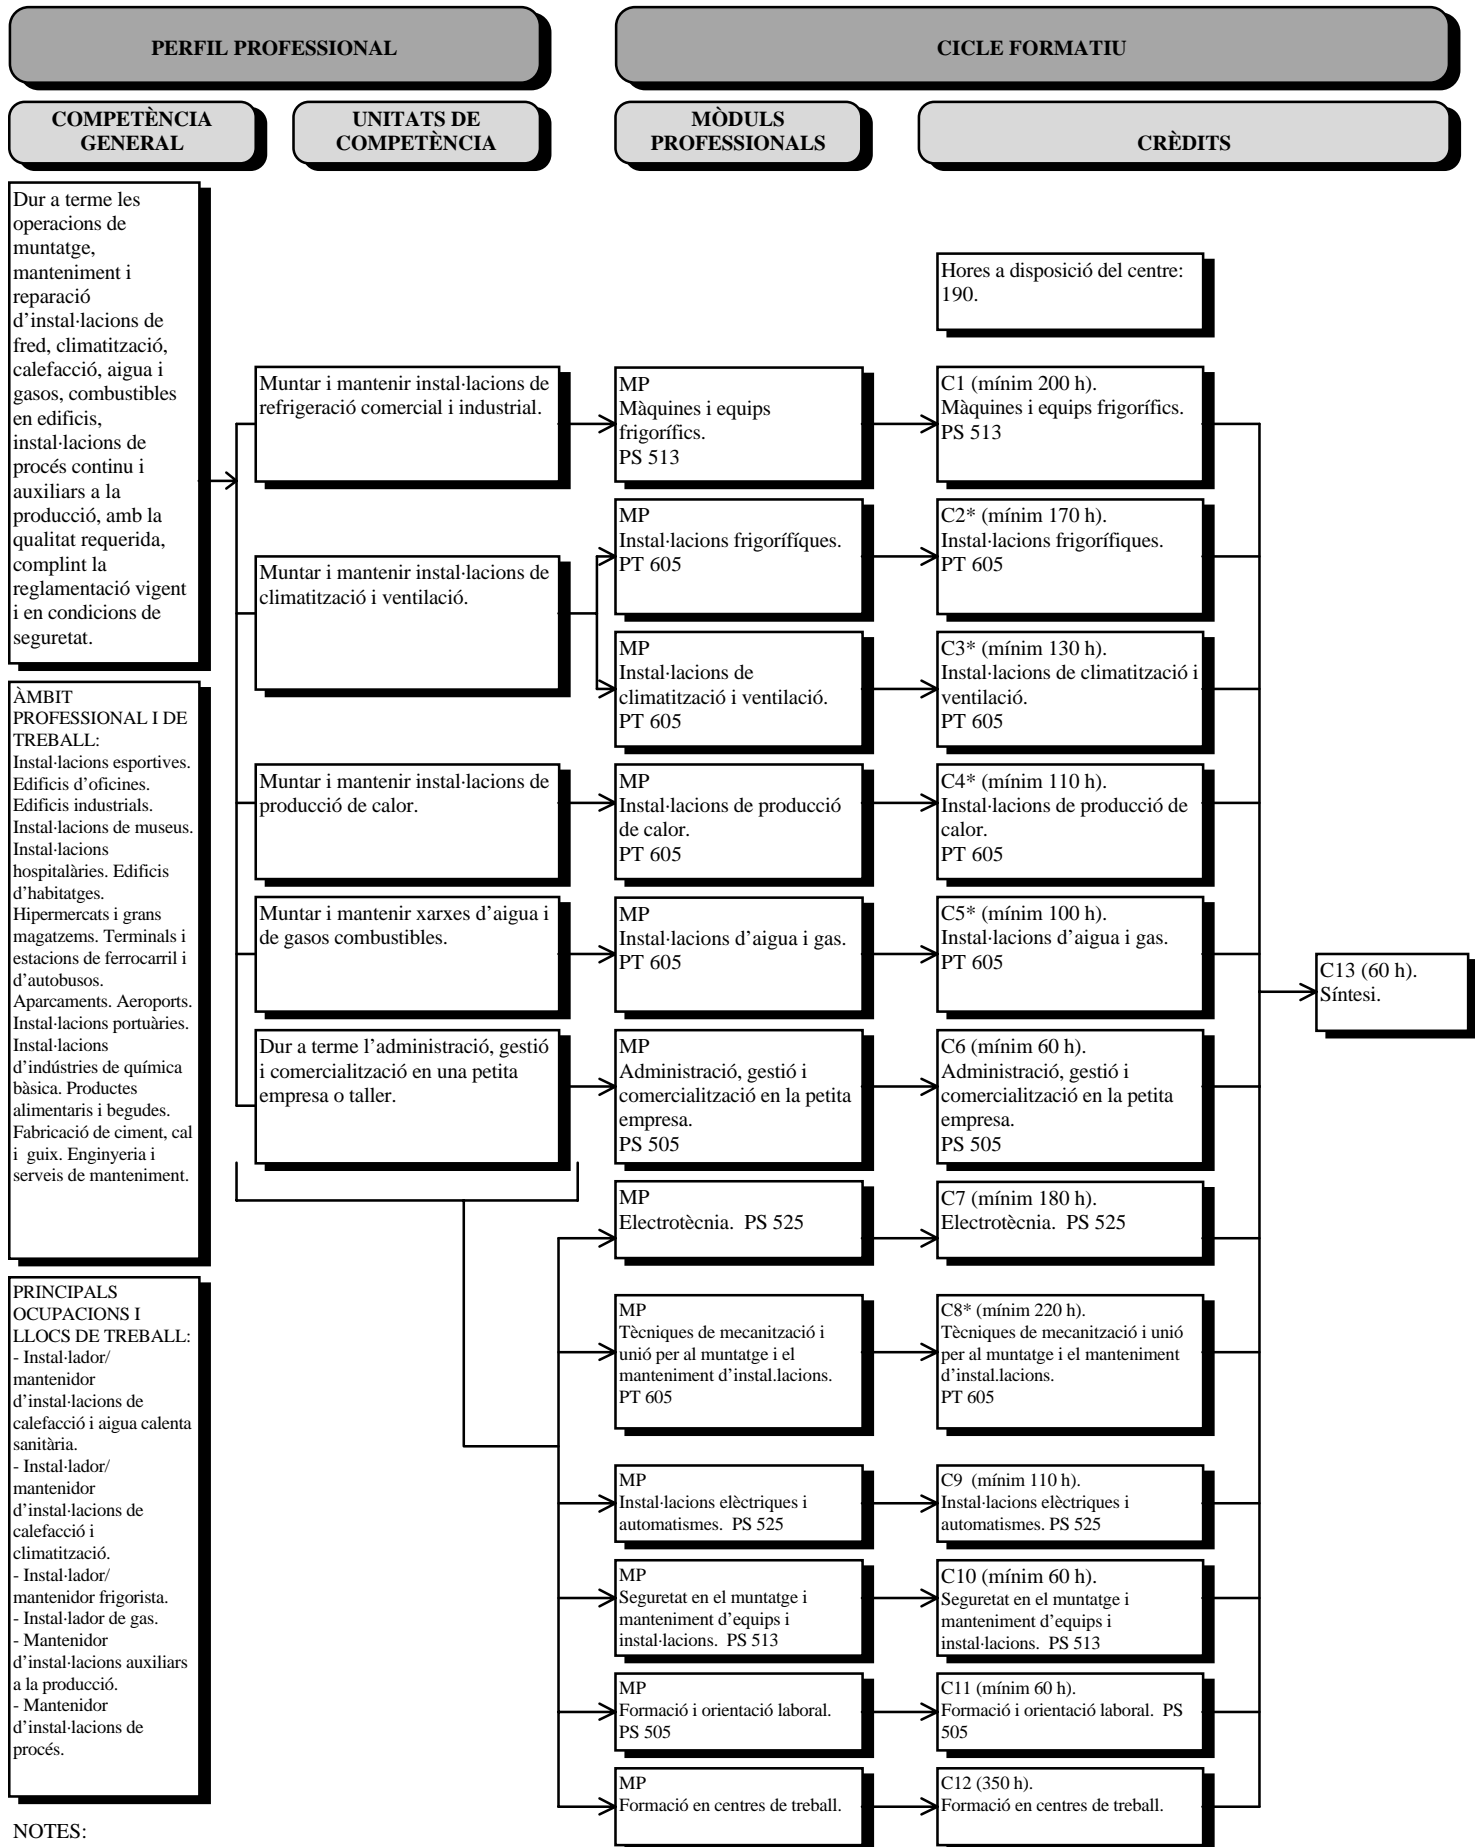 PERFIL PROFESSIONAL
CICLE FORMATIU
COMPETÈNCIA
GENERAL
UNITATS DE
COMPETÈNCIA
MÒDULS
PROFESSIONALS
CRÈDITS
Dur a terme les
operacions de
muntatge,
manteniment i
reparació
d’instal·lacions de
fred, climatització,
calefacció, aigua i
gasos, combustibles
en edificis,
instal·lacions de
procés continu i
auxiliars a la
producció, amb la
qualitat requerida,
complint la
reglamentació vigent
i en condicions de
seguretat.
ÀMBIT
PROFESSIONAL I DE
TREBALL:
Instal·lacions esportives.
Edificis d’oficines.
Edificis industrials.
Instal·lacions de museus.
Instal·lacions
hospitalàries. Edificis
d’habitatges.
Hipermercats i grans
magatzems. Terminals i
estacions de ferrocarril i
d’autobusos.
Aparcaments. Aeroports.
Instal·lacions portuàries.
Instal·lacions
d’indústries de química
bàsica. Productes
alimentaris i begudes.
Fabricació de ciment, cal
i guix. Enginyeria i
serveis de manteniment.
PRINCIPALS
OCUPACIONS I
LLOCS DE TREBALL:
- Instal·lador/
mantenidor
d’instal·lacions de
calefacció i aigua calenta
sanitària.
- Instal·lador/
mantenidor
d’instal·lacions de
calefacció i
climatització.
- Instal·lador/
mantenidor frigorista.
- Instal·lador de gas.
- Mantenidor
d’instal·lacions auxiliars
a la producció.
- Mantenidor
d’instal·lacions de
procés.
NOTES:
Muntar i mantenir instal·lacions de
refrigeració comercial i industrial.
Muntar i mantenir instal·lacions de
climatització i ventilació.
Muntar i mantenir instal·lacions de
producció de calor.
Muntar i mantenir xarxes d’aigua i
de gasos combustibles.
Dur a terme l’administració, gestió
i comercialització en una petita
empresa o taller.
MP
Màquines i equips
frigorífics.
PS 513
MP
Instal·lacions frigorífíques.
PT 605
MP
Instal·lacions de
climatització i ventilació.
PT 605
MP
Instal·lacions de producció
de calor.
PT 605
MP
Instal·lacions d’aigua i gas.
PT 605
MP
Administració, gestió i
comercialització en la petita
empresa.
PS 505
MP
Electrotècnia. PS 525
MP
Tècniques de mecanització i
unió per al muntatge i el
manteniment d’instal.lacions.
PT 605
MP
Instal·lacions elèctriques i
automatismes. PS 525
MP
Seguretat en el muntatge i
manteniment d’equips i
instal·lacions. PS 513
MP
Formació i orientació laboral.
PS 505
MP
Formació en centres de treball.
Hores a disposició del centre:
190.
C1 (mínim 200 h).
Màquines i equips frigorífics.
PS 513
C2* (mínim 170 h).
Instal·lacions frigorífiques.
PT 605
C3* (mínim 130 h).
Instal·lacions de climatització i
ventilació.
PT 605
C4* (mínim 110 h).
Instal·lacions de producció de
calor.
PT 605
C5* (mínim 100 h).
Instal·lacions d’aigua i gas.
PT 605
C6 (mínim 60 h).
Administració, gestió i
comercialització en la petita
empresa.
PS 505
C7 (mínim 180 h).
Electrotècnia. PS 525
C8* (mínim 220 h).
Tècniques de mecanització i unió
per al muntatge i el manteniment
d’instal.lacions.
PT 605
C9 (mínim 110 h).
Instal·lacions elèctriques i
automatismes. PS 525
C10 (mínim 60 h).
Seguretat en el muntatge i
manteniment d’equips i
instal·lacions. PS 513
C11 (mínim 60 h).
Formació i orientació laboral. PS
505
C12 (350 h).
Formació en centres de treball.
C13 (60 h).
Síntesi.